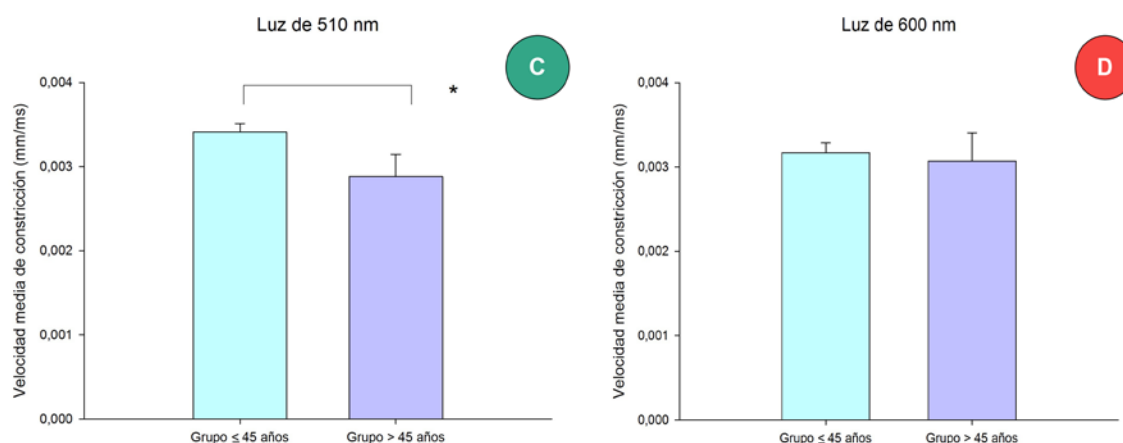 Luz de 510 nm
C
Velocidad media de constricción (mm/ms)
0,004
0,003
0,002
0,001
0,000
*
Grupo ≤ 45 años
Grupo > 45 años
Luz de 600 nm
D
Velocidad media de constricción (mm/ms)
0,004
0,003
0,002
0,001
0,000
Grupo ≤ 45 años
Grupo > 45 años